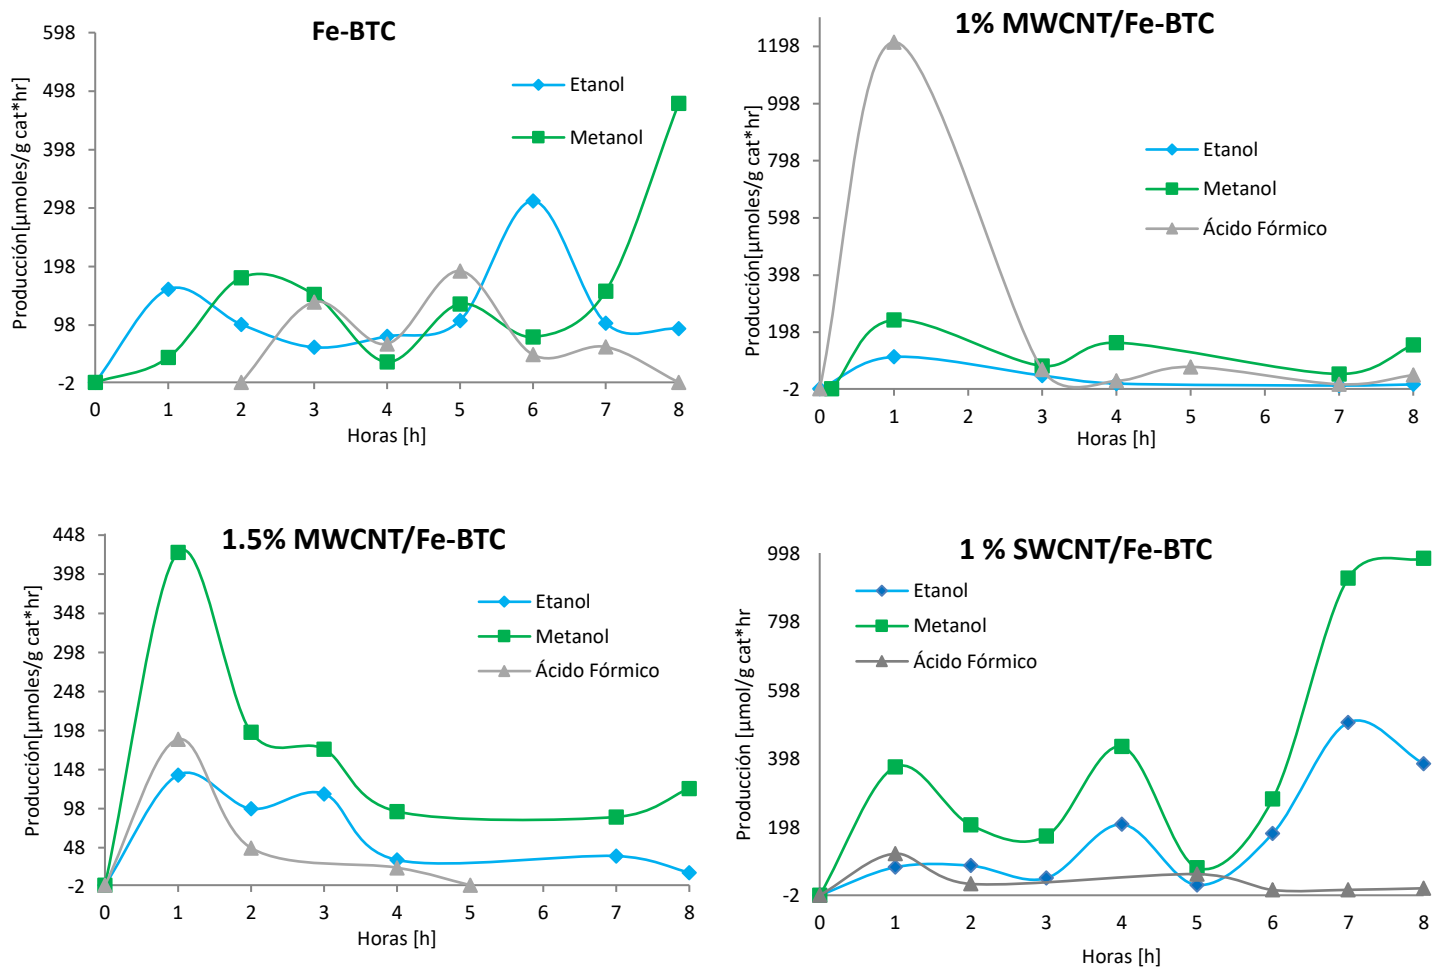 Fe-BTC
Producción[µmoles/g cat*hr]
598
498
398
298
198
98
-2
Etanol
Metanol
0 1 2 3 4 5 6 7 8
Horas [h]
1% MWCNT/Fe-BTC
Producción[µmoles/g cat*hr]
1198
998
798
598
398
198
-2
Etanol
Metanol
Ácido Fórmico
0 1 2 3 4 5 6 7 8
Horas [h]
1.5% MWCNT/Fe-BTC
Producción[µmoles/g cat*hr]
448
398
348
298
248
198
148
98
48
-2
Etanol
Metanol
Ácido Fórmico
0 1 2 3 4 5 6 7 8
Horas [h]
1 % SWCNT/Fe-BTC
Producción [µmol/g cat*hr
998
798
598
398
198
-2
Etanol
Metanol
Ácido Fórmico
0 1 2 3 4 5 6 7 8
Horas [h]